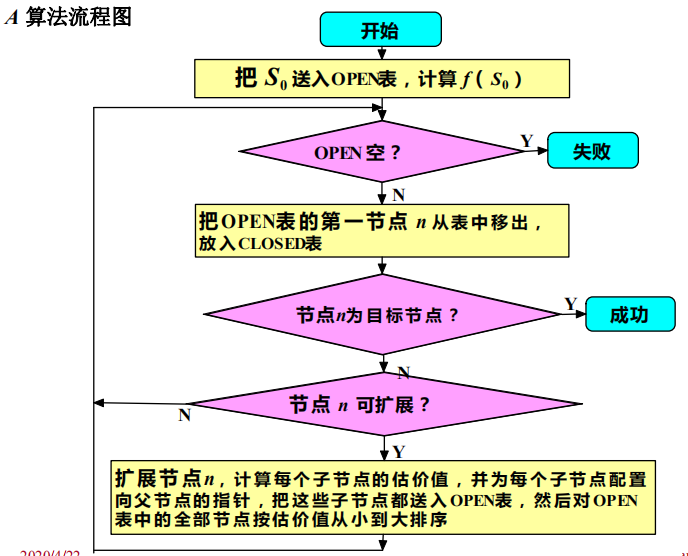 A 算法流程图
开始
把 S0 送入OPEN表，计算 f（ S0 ）
OPEN 空？
Y
失败
N
把OPEN表的第一节点 n 从表中移出，
放入CLOSED表
节点n为目标节点？
Y
成功
N
节点 n 可扩展？
N
Y
扩展节点n，计算每个子节点的估价值，并为每个子节点配置
向父节点的指针，把这些子节点都送入OPEN表，然后对OPEN
表中的全部节点按估价值从小到大排序
2020/4/22